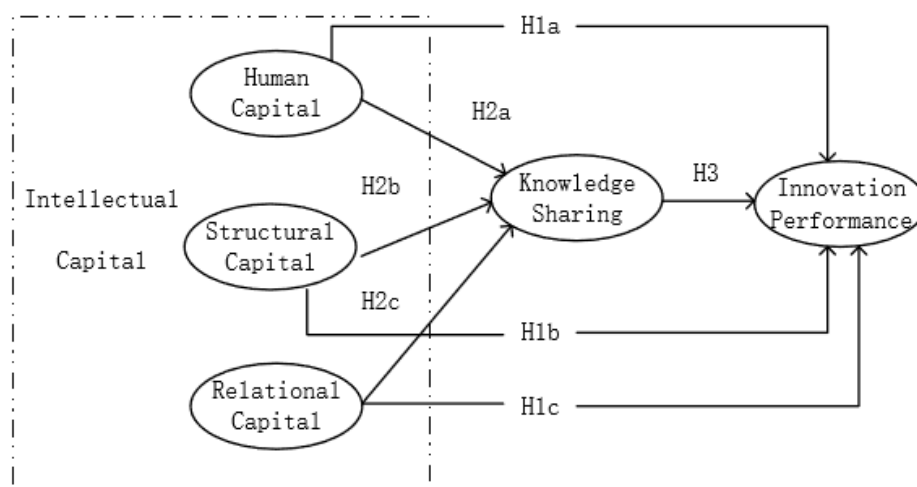 H1a
Human
Capital
H2a
H2b
Knowledge
Sharing
H3
Innovation
Performance
Intellectual
Capital
Structural
Capital
H2c
H1b
Relational
Capital
H1c